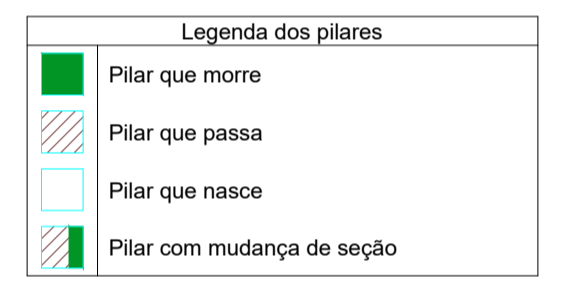 Legenda dos pilares
Pilar que morre
Pilar que passa
Pilar que nasce
Pilar com mudança de seção